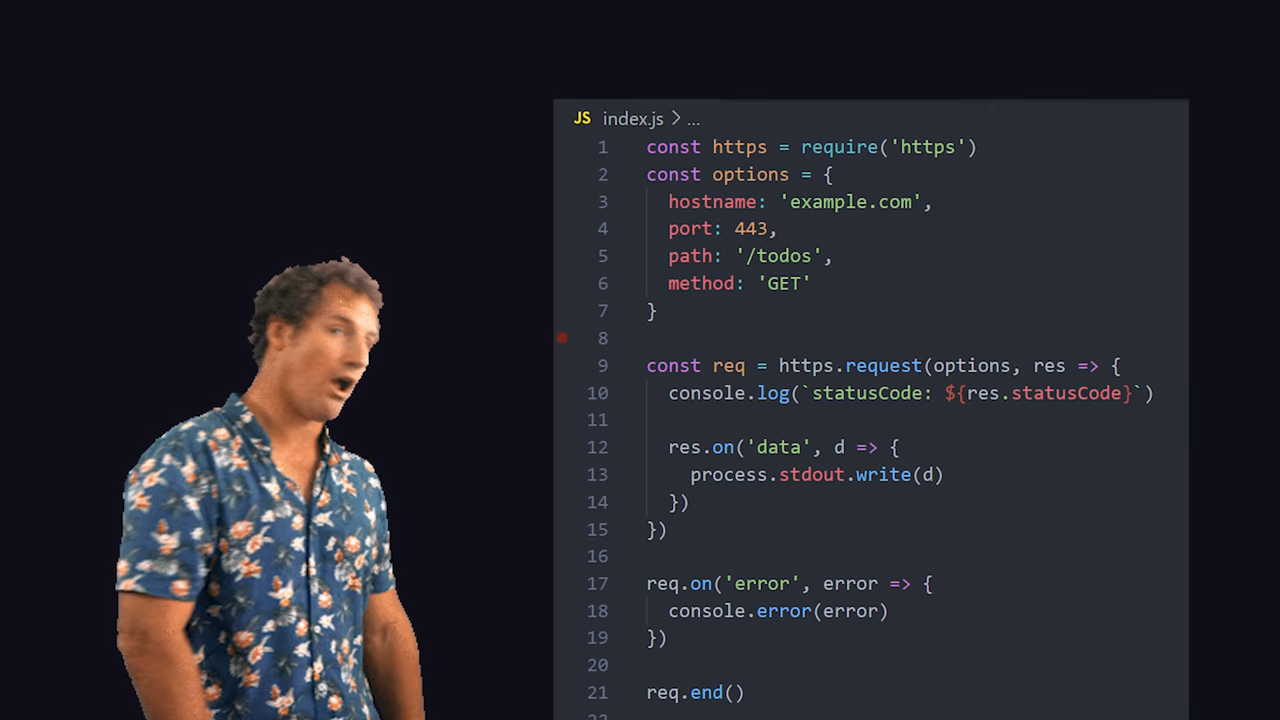 JS index.js > ...
1 const https = require('https')
2 const options = {
3 hostname: 'example.com',
4 port: 443,
5 path: '/todos',
6 method: 'GET'
7 }
8
9 const req = https.request(options, res => {
10 console.log(`statusCode: ${res.statusCode}`)
11
12 res.on('data', d => {
13 process.stdout.write(d)
14 })
15 })
16
17 req.on('error', error => {
18 console.error(error)
19 })
20
21 req.end()
22